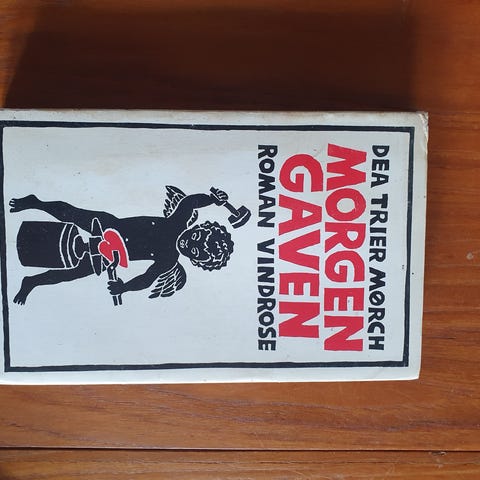 DEA TRIER MØRCH
MORGEN
GAVEN
ROMAN VINDROSE